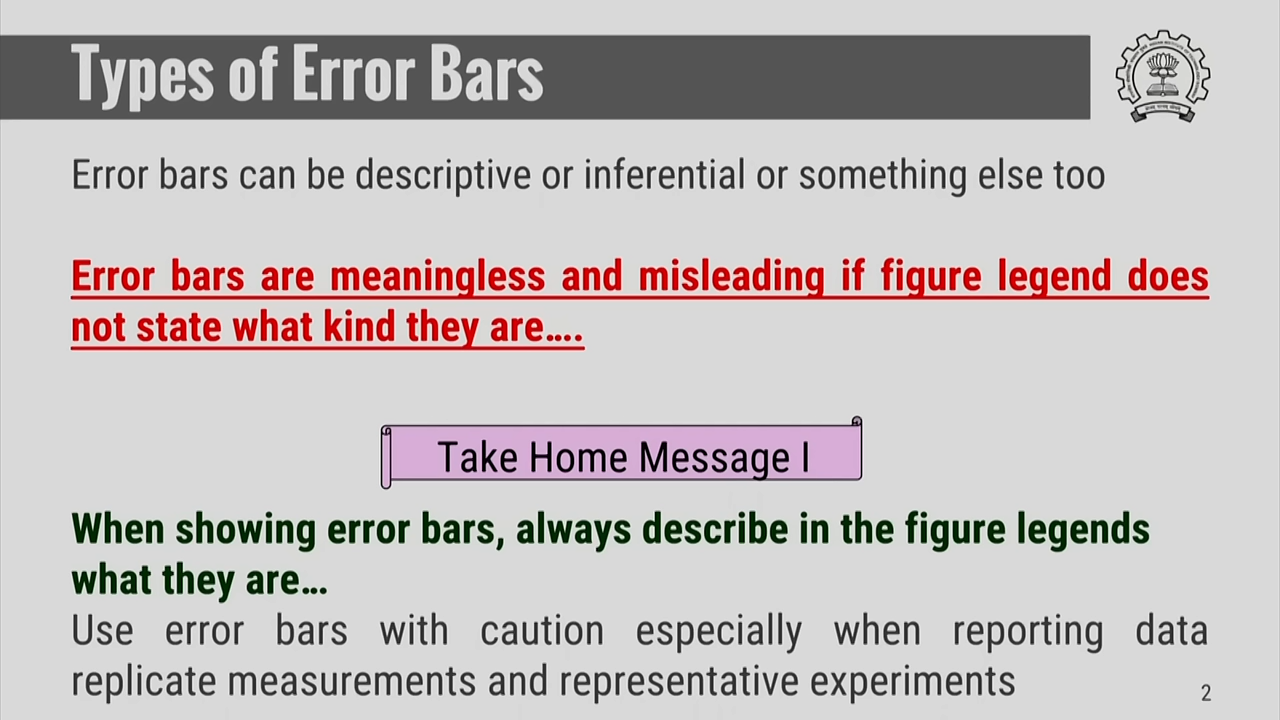 Types of Error Bars
Error bars can be descriptive or inferential or something else too
Error bars are meaningless and misleading if figure legend does
not state what kind they are....
Take Home Message I
When showing error bars, always describe in the figure legends
what they are...
Use error bars with caution especially when reporting data
replicate measurements and representative experiments
2